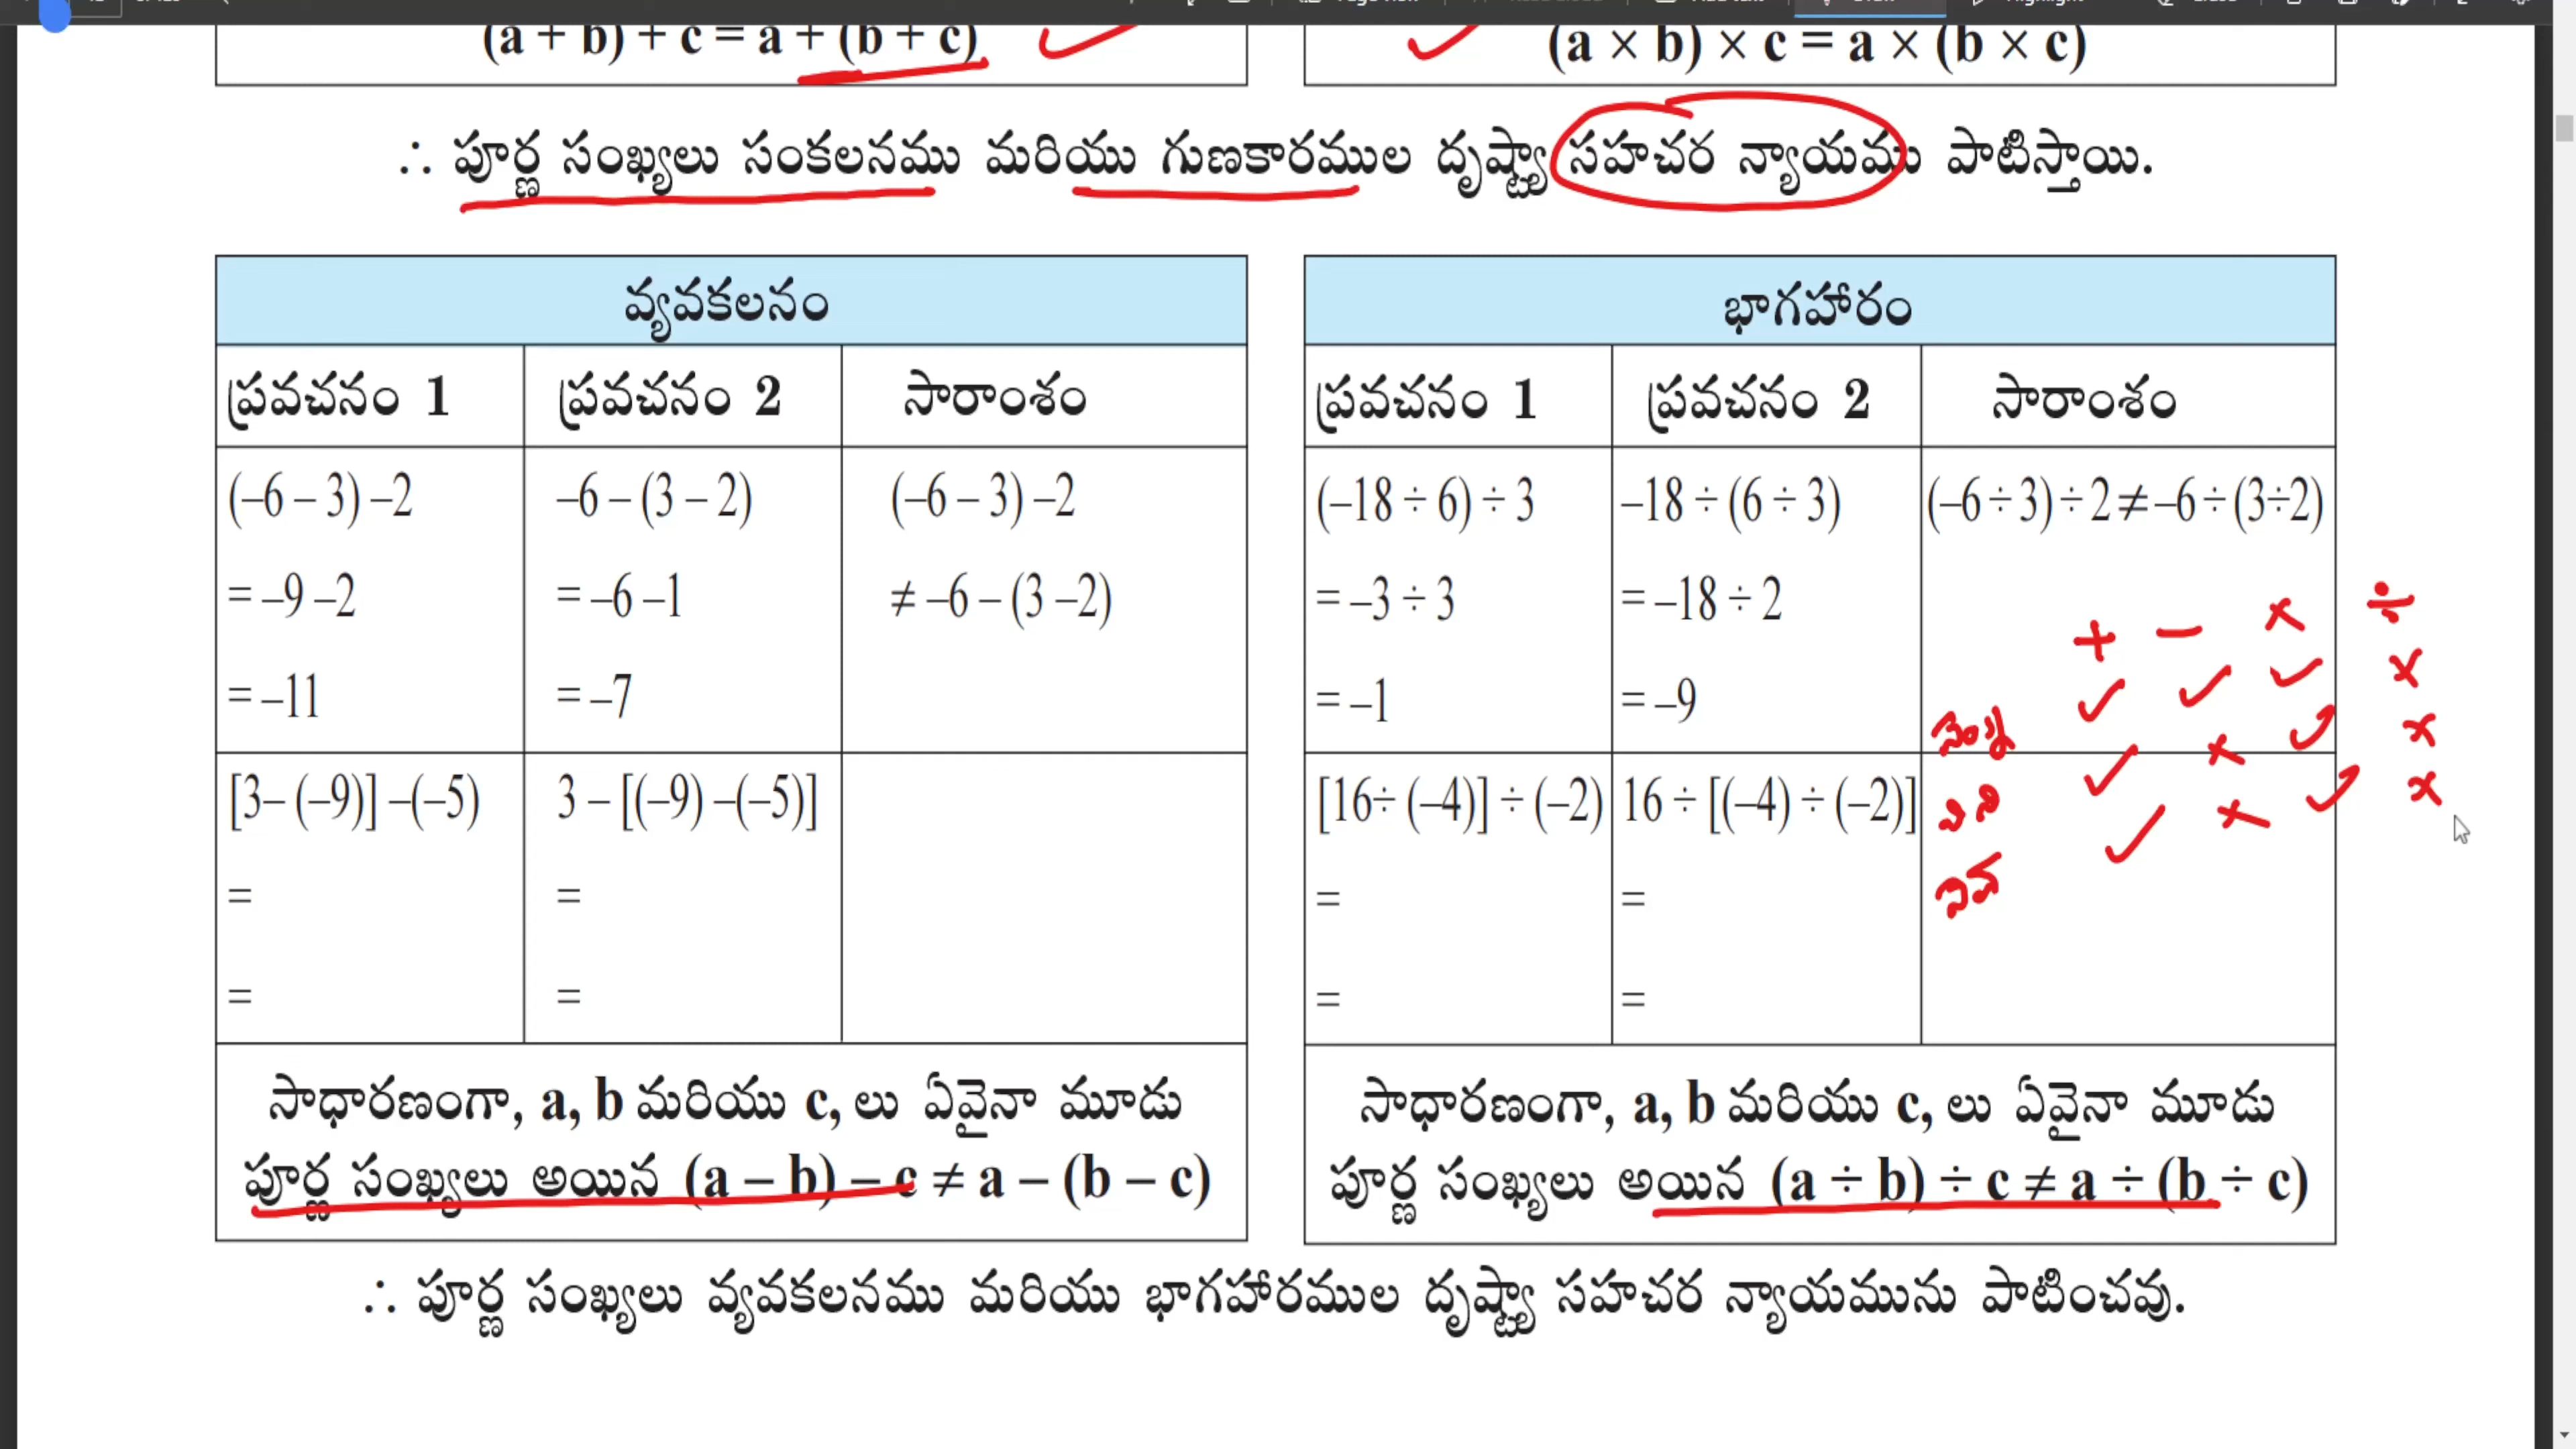 (a + b) + c = a + (b + c)
(a × b) × c = a × (b × c)
∴ పూర్ణ సంఖ్యలు సంకలనము మరియు గుణకారముల దృష్ట్యా సహచర న్యాయము పాటిస్తాయి.
వ్యవకలనం
ప్రవచనం 1 ప్రవచనం 2 సారాంశం
(–6 – 3) –2 –6 – (3 – 2) (–6 – 3) –2
= –9 –2 = –6 –1 ≠ –6 – (3 –2)
= –11 = –7
[3– (–9)] –(–5) 3 – [(–9) –(–5)]
= =
= =
సాధారణంగా, a, b మరియు c, లు ఏవైనా మూడు
పూర్ణ సంఖ్యలు అయిన (a – b) – c ≠ a – (b – c)
భాగహారం
ప్రవచనం 1 ప్రవచనం 2 సారాంశం
(–18 ÷ 6) ÷ 3 –18 ÷ (6 ÷ 3) (–6 ÷ 3) ÷ 2 ≠ –6 ÷ (3÷2)
= –3 ÷ 3 = –18 ÷ 2
= –1 = –9
+ – × ÷
✓ ✓ ✓ ×
✓ × ✓ ×
✓ × ✓ ×
[16÷ (–4)] ÷ (–2) 16 ÷ [(–4) ÷ (–2)]
= =
= =
సాధారణంగా, a, b మరియు c, లు ఏవైనా మూడు
పూర్ణ సంఖ్యలు అయిన (a ÷ b) ÷ c ≠ a ÷ (b ÷ c)
∴ పూర్ణ సంఖ్యలు వ్యవకలనము మరియు భాగహారముల దృష్ట్యా సహచర న్యాయమును పాటించవు.